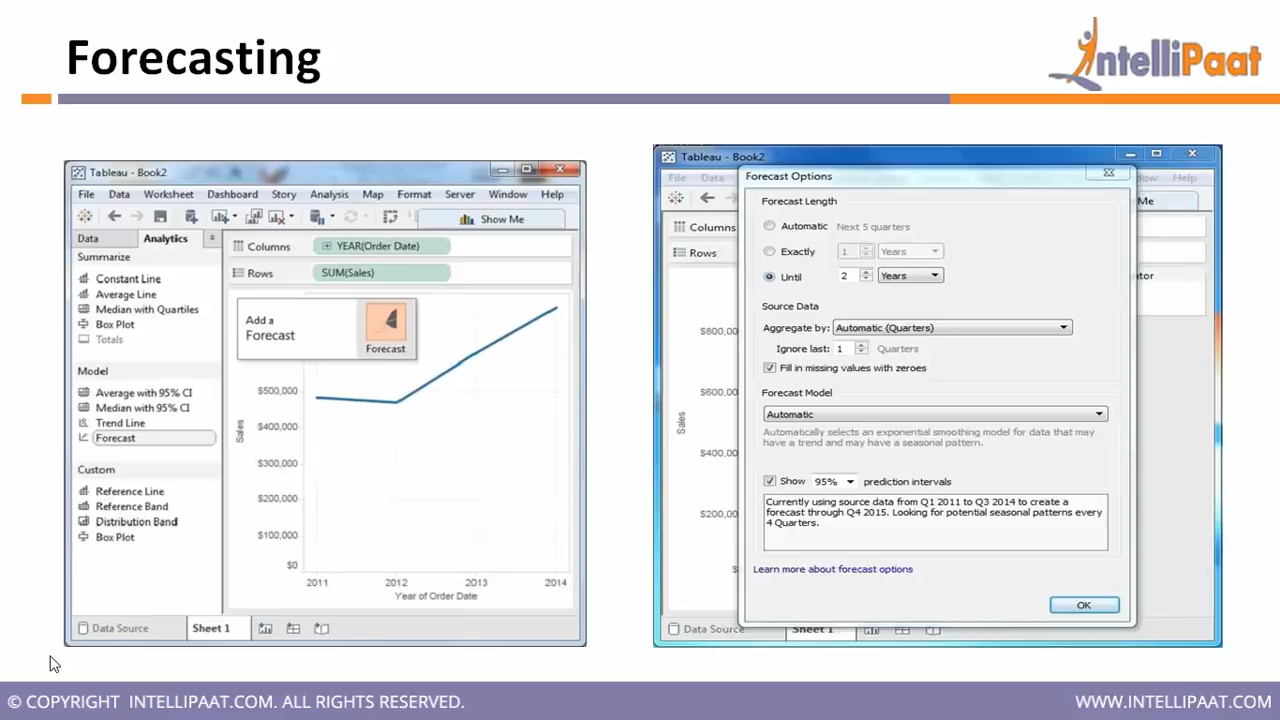 Forecasting
IntelliPaat
Tableau - Book2
File Data Worksheet Dashboard Story Analysis Map Format Server Window Help
Show Me
Data Analytics
Summarize
Constant Line
Average Line
Median with Quartiles
Box Plot
Totals
Model
Average with 95% CI
Median with 95% CI
Trend Line
Forecast
Custom
Reference Line
Reference Band
Distribution Band
Box Plot
Columns YEAR(Order Date)
Rows SUM(Sales)
Add a
Forecast
Forecast
$500,000
$400,000
$300,000
$200,000
$100,000
$0
Sales
2011 2012 2013 2014
Year of Order Date
Data Source Sheet 1
Tableau - Book2
File Data Help
Me
Columns
Rows
$800,000
$600,000
$400,000
$200,000
Sales
Data Source Sheet 1
Forecast Options
Forecast Length
Automatic Next 5 quarters
Exactly 1 Years
Until 2 Years
Source Data
Aggregate by: Automatic (Quarters)
Ignore last: 1 Quarters
Fill in missing values with zeroes
Forecast Model
Automatic
Automatically selects an exponential smoothing model for data that may
have a trend and may have a seasonal pattern.
Show 95% prediction intervals
Currently using source data from Q1 2011 to Q3 2014 to create a
forecast through Q4 2015. Looking for potential seasonal patterns every
4 Quarters.
Learn more about forecast options
OK
© COPYRIGHT INTELLIPAAT.COM. ALL RIGHTS RESERVED.
WWW.INTELLIPAAT.COM